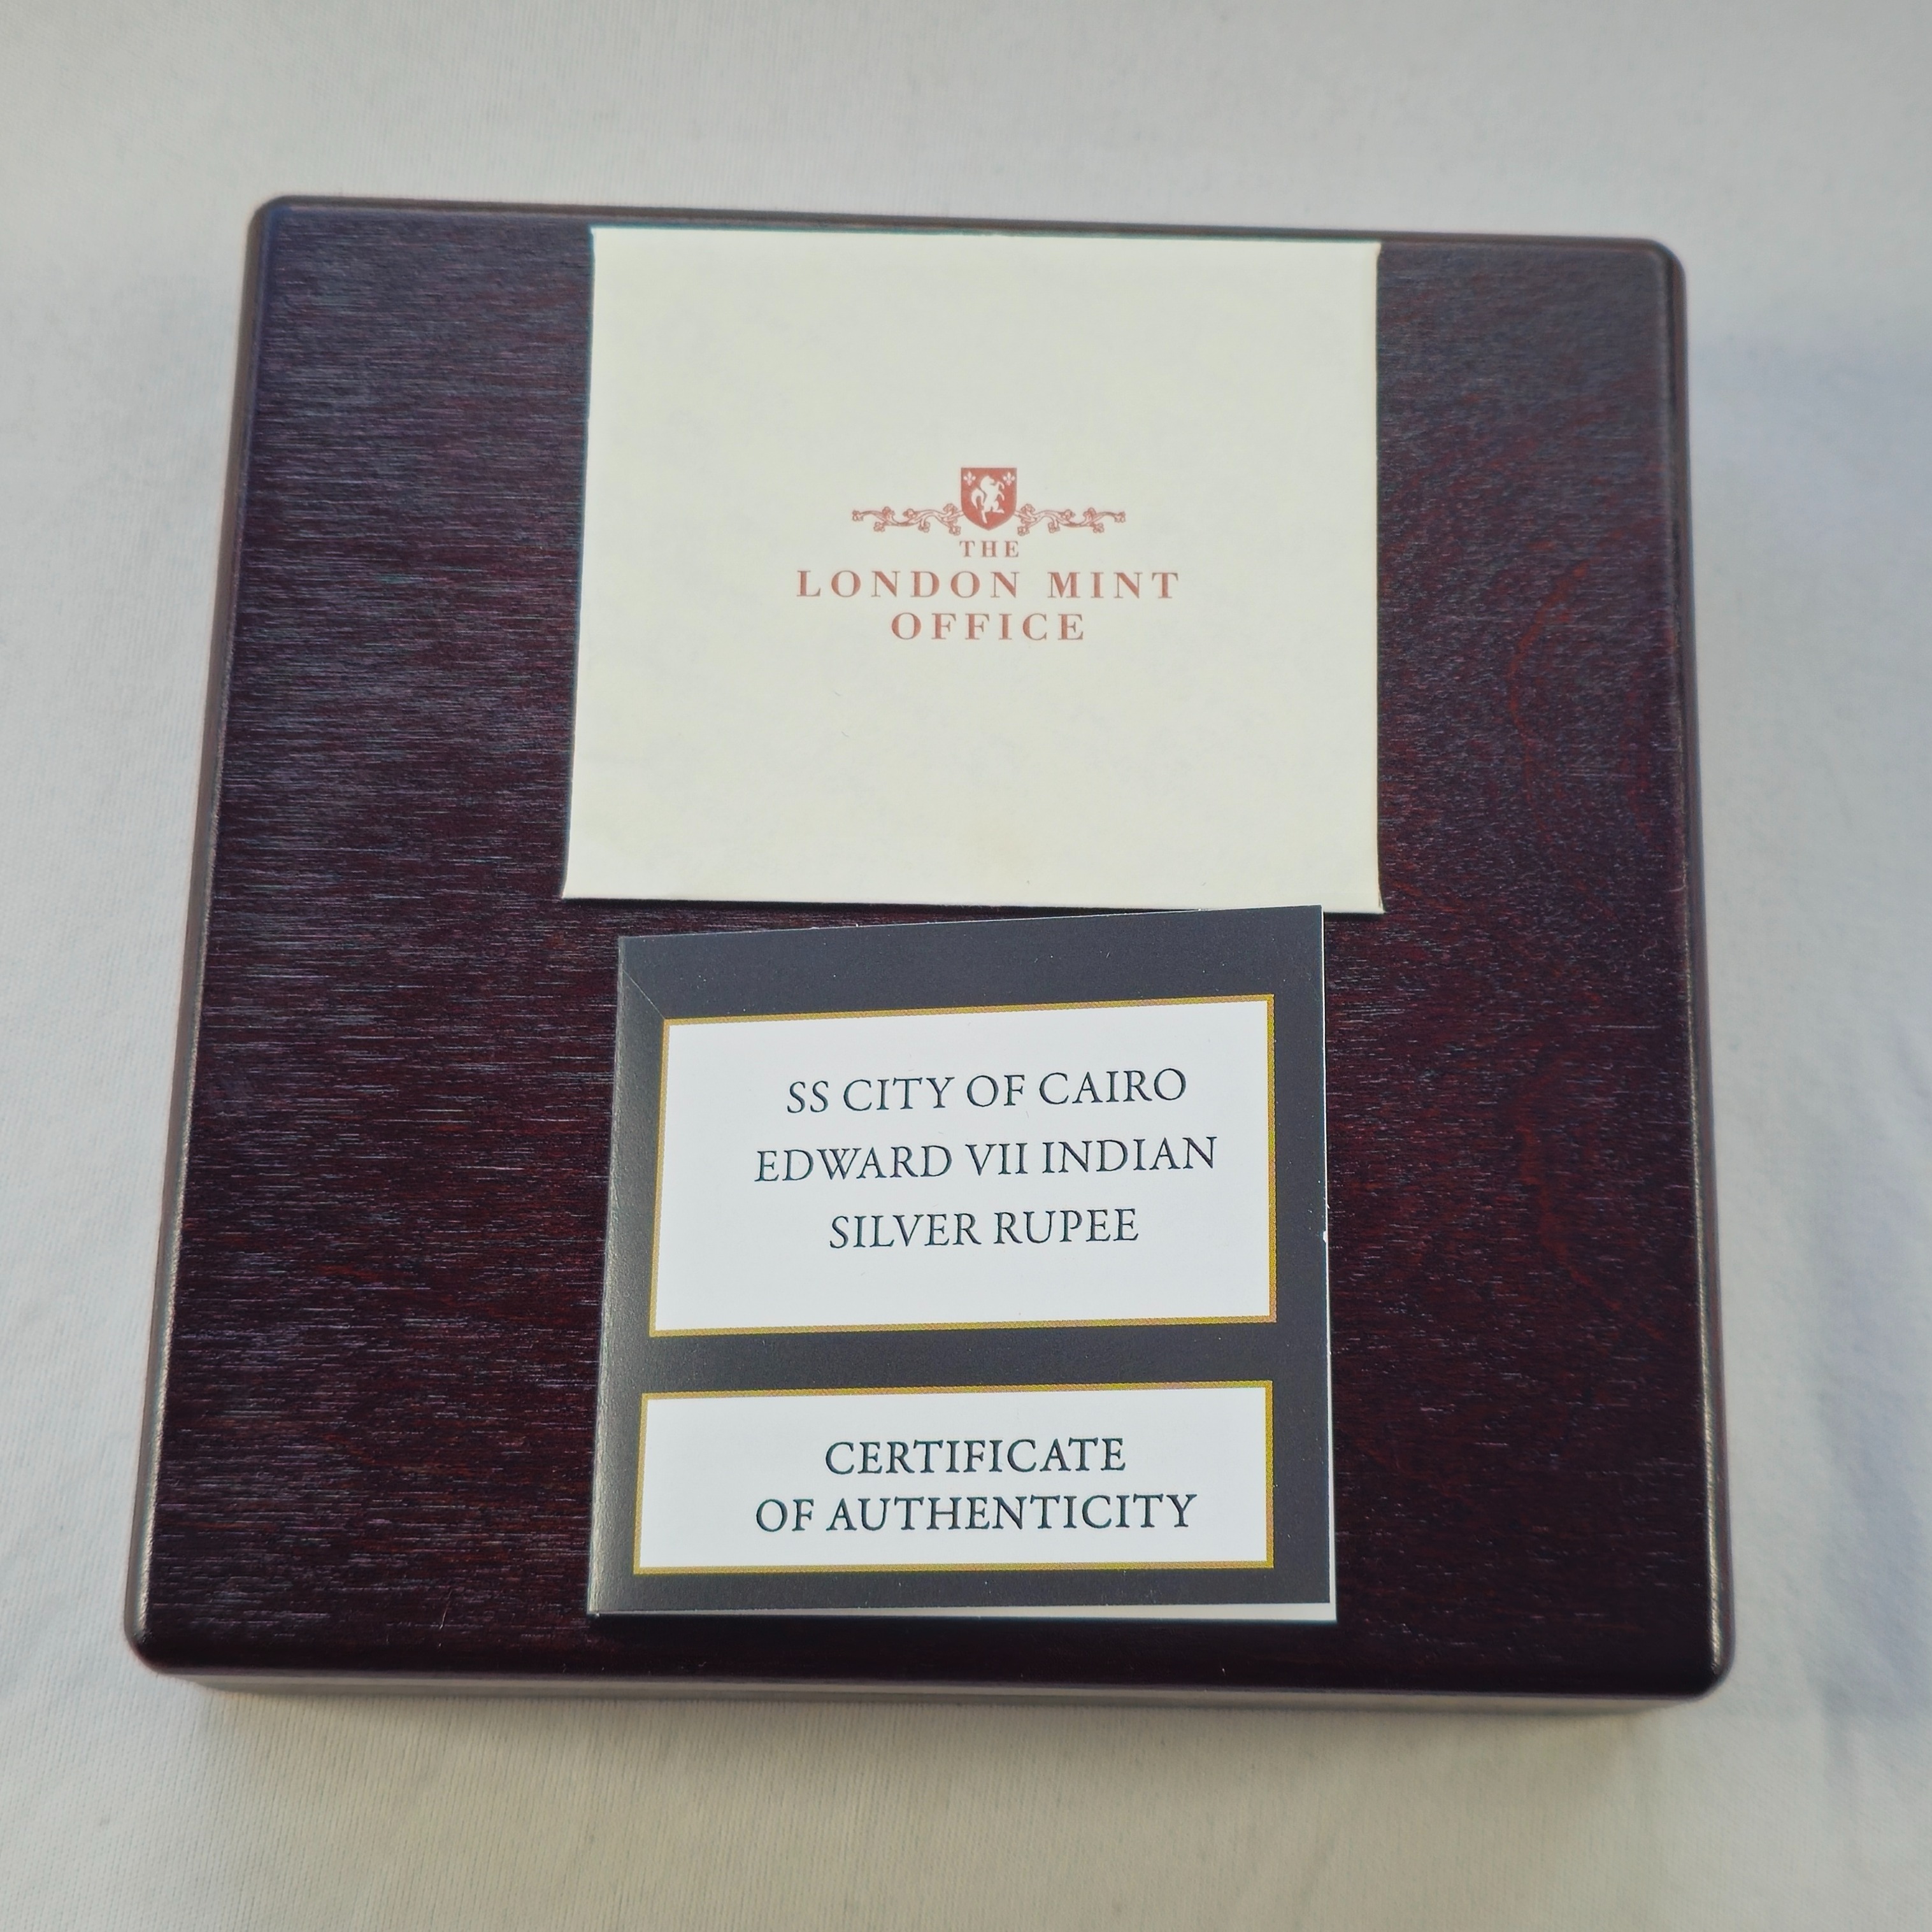 THE
LONDON MINT
OFFICE
SS CITY OF CAIRO
EDWARD VII INDIAN
SILVER RUPEE
CERTIFICATE
OF AUTHENTICITY